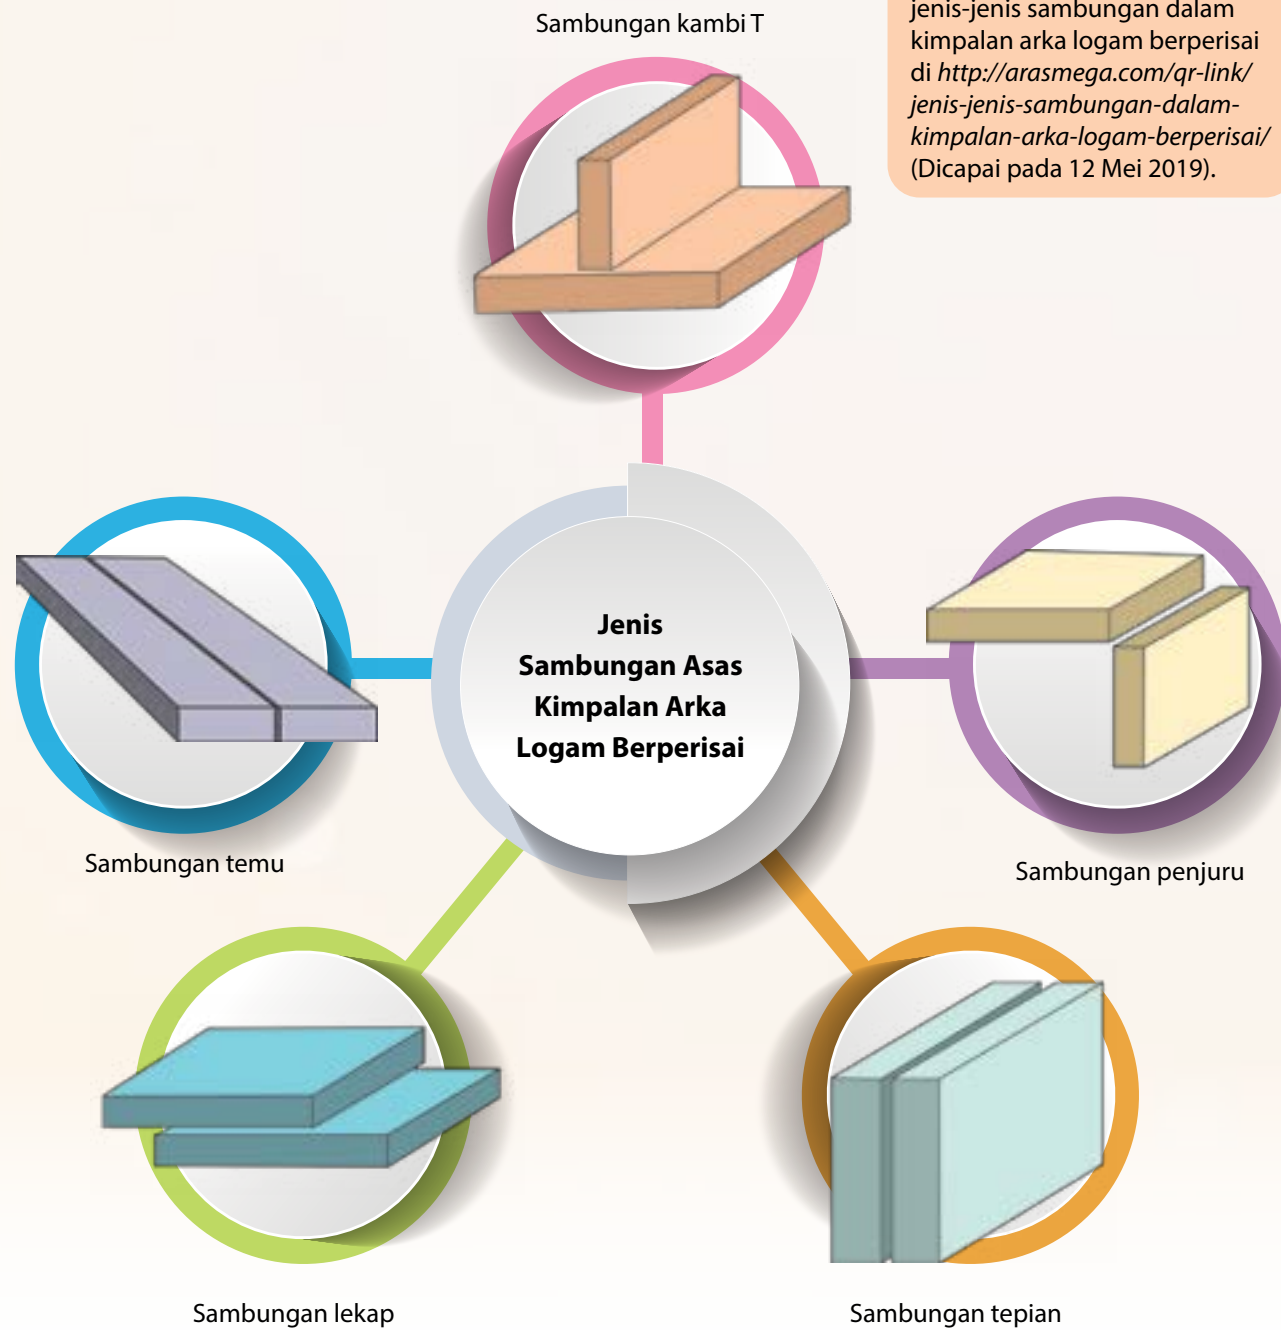 Sambungan kambi T
jenis-jenis sambungan dalam
kimpalan arka logam berperisai
di http://arasmega.com/qr-link/
jenis-jenis-sambungan-dalam-
kimpalan-arka-logam-berperisai/
(Dicapai pada 12 Mei 2019).
Jenis
Sambungan Asas
Kimpalan Arka
Logam Berperisai
Sambungan temu
Sambungan penjuru
Sambungan lekap
Sambungan tepian